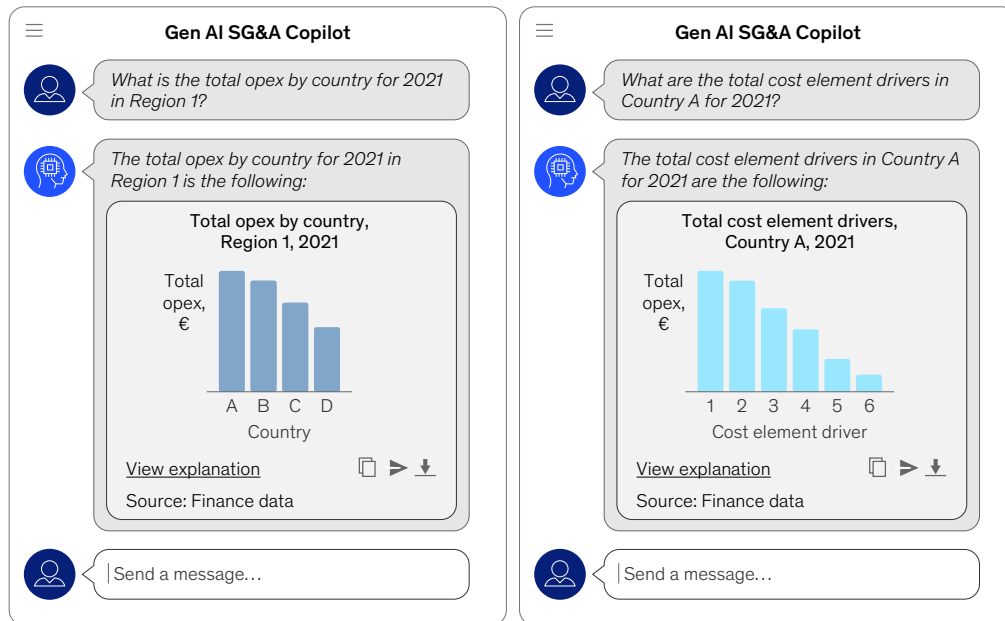 Gen AI SG&A Copilot
What is the total opex by country for 2021
in Region 1?
The total opex by country for 2021 in
Region 1 is the following:
Total opex by country,
Region 1, 2021
Total
opex,
€
A B C D
Country
View explanation
Source: Finance data
Send a message...
Gen AI SG&A Copilot
What are the total cost element drivers in
Country A for 2021?
The total cost element drivers in Country A
for 2021 are the following:
Total cost element drivers,
Country A, 2021
Total
opex,
€
1 2 3 4 5 6
Cost element driver
View explanation
Source: Finance data
Send a message...